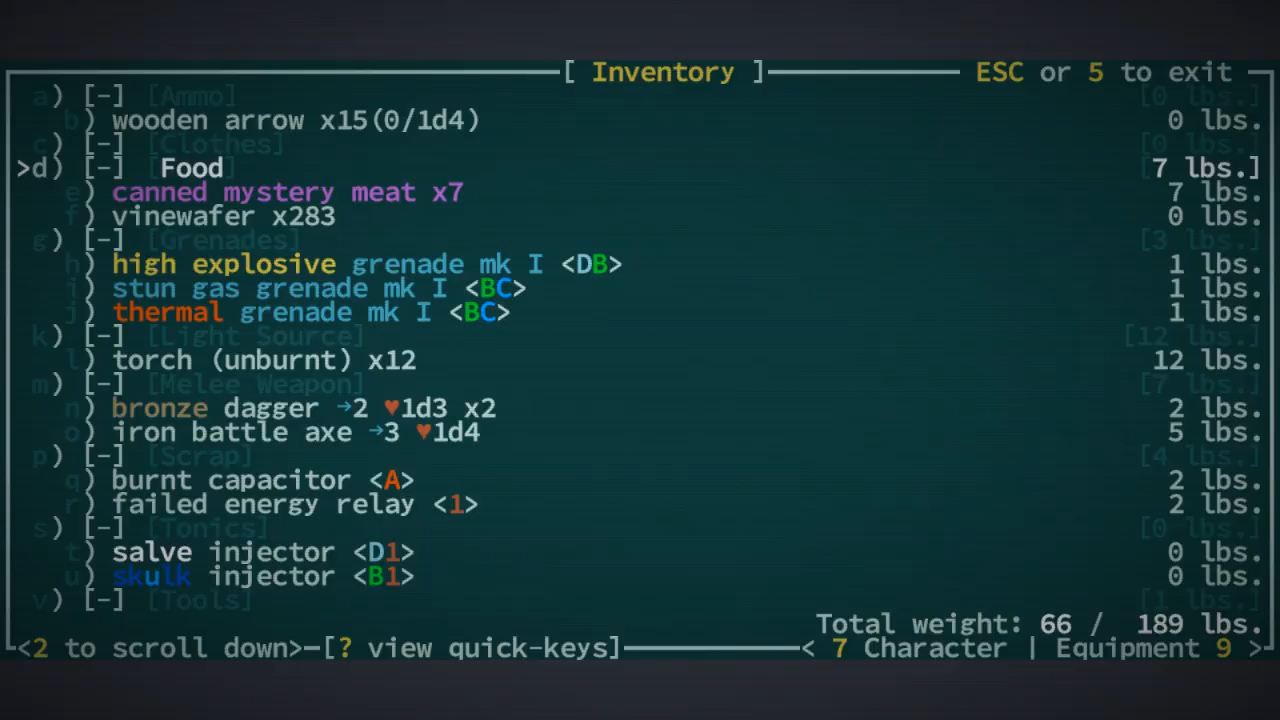 [ Inventory ] ESC or 5 to exit
a) [-] [Ammo] [0 lbs.]
b) wooden arrow x15(0/1d4) 0 lbs.
c) [-] [Clothes] [0 lbs.]
>d) [-] Food [7 lbs.]
e) canned mystery meat x7 7 lbs.
f) vinewafer x283 0 lbs.
g) [-] [Grenades] [3 lbs.]
h) high explosive grenade mk I <DB> 1 lbs.
i) stun gas grenade mk I <BC> 1 lbs.
j) thermal grenade mk I <BC> 1 lbs.
k) [-] [Light Source] [12 lbs.]
l) torch (unburnt) x12 12 lbs.
m) [-] [Melee Weapon] [7 lbs.]
n) bronze dagger →2 ♥1d3 x2 2 lbs.
o) iron battle axe →3 ♥1d4 5 lbs.
p) [-] [Scrap] [4 lbs.]
q) burnt capacitor <A> 2 lbs.
r) failed energy relay <1> 2 lbs.
s) [-] [Tonics] [0 lbs.]
t) salve injector <D1> 0 lbs.
u) skulk injector <B1> 0 lbs.
v) [-] [Tools] [1 lbs.]
Total weight: 66 / 189 lbs.
<2 to scroll down> [? view quick-keys] < 7 Character | Equipment 9 >